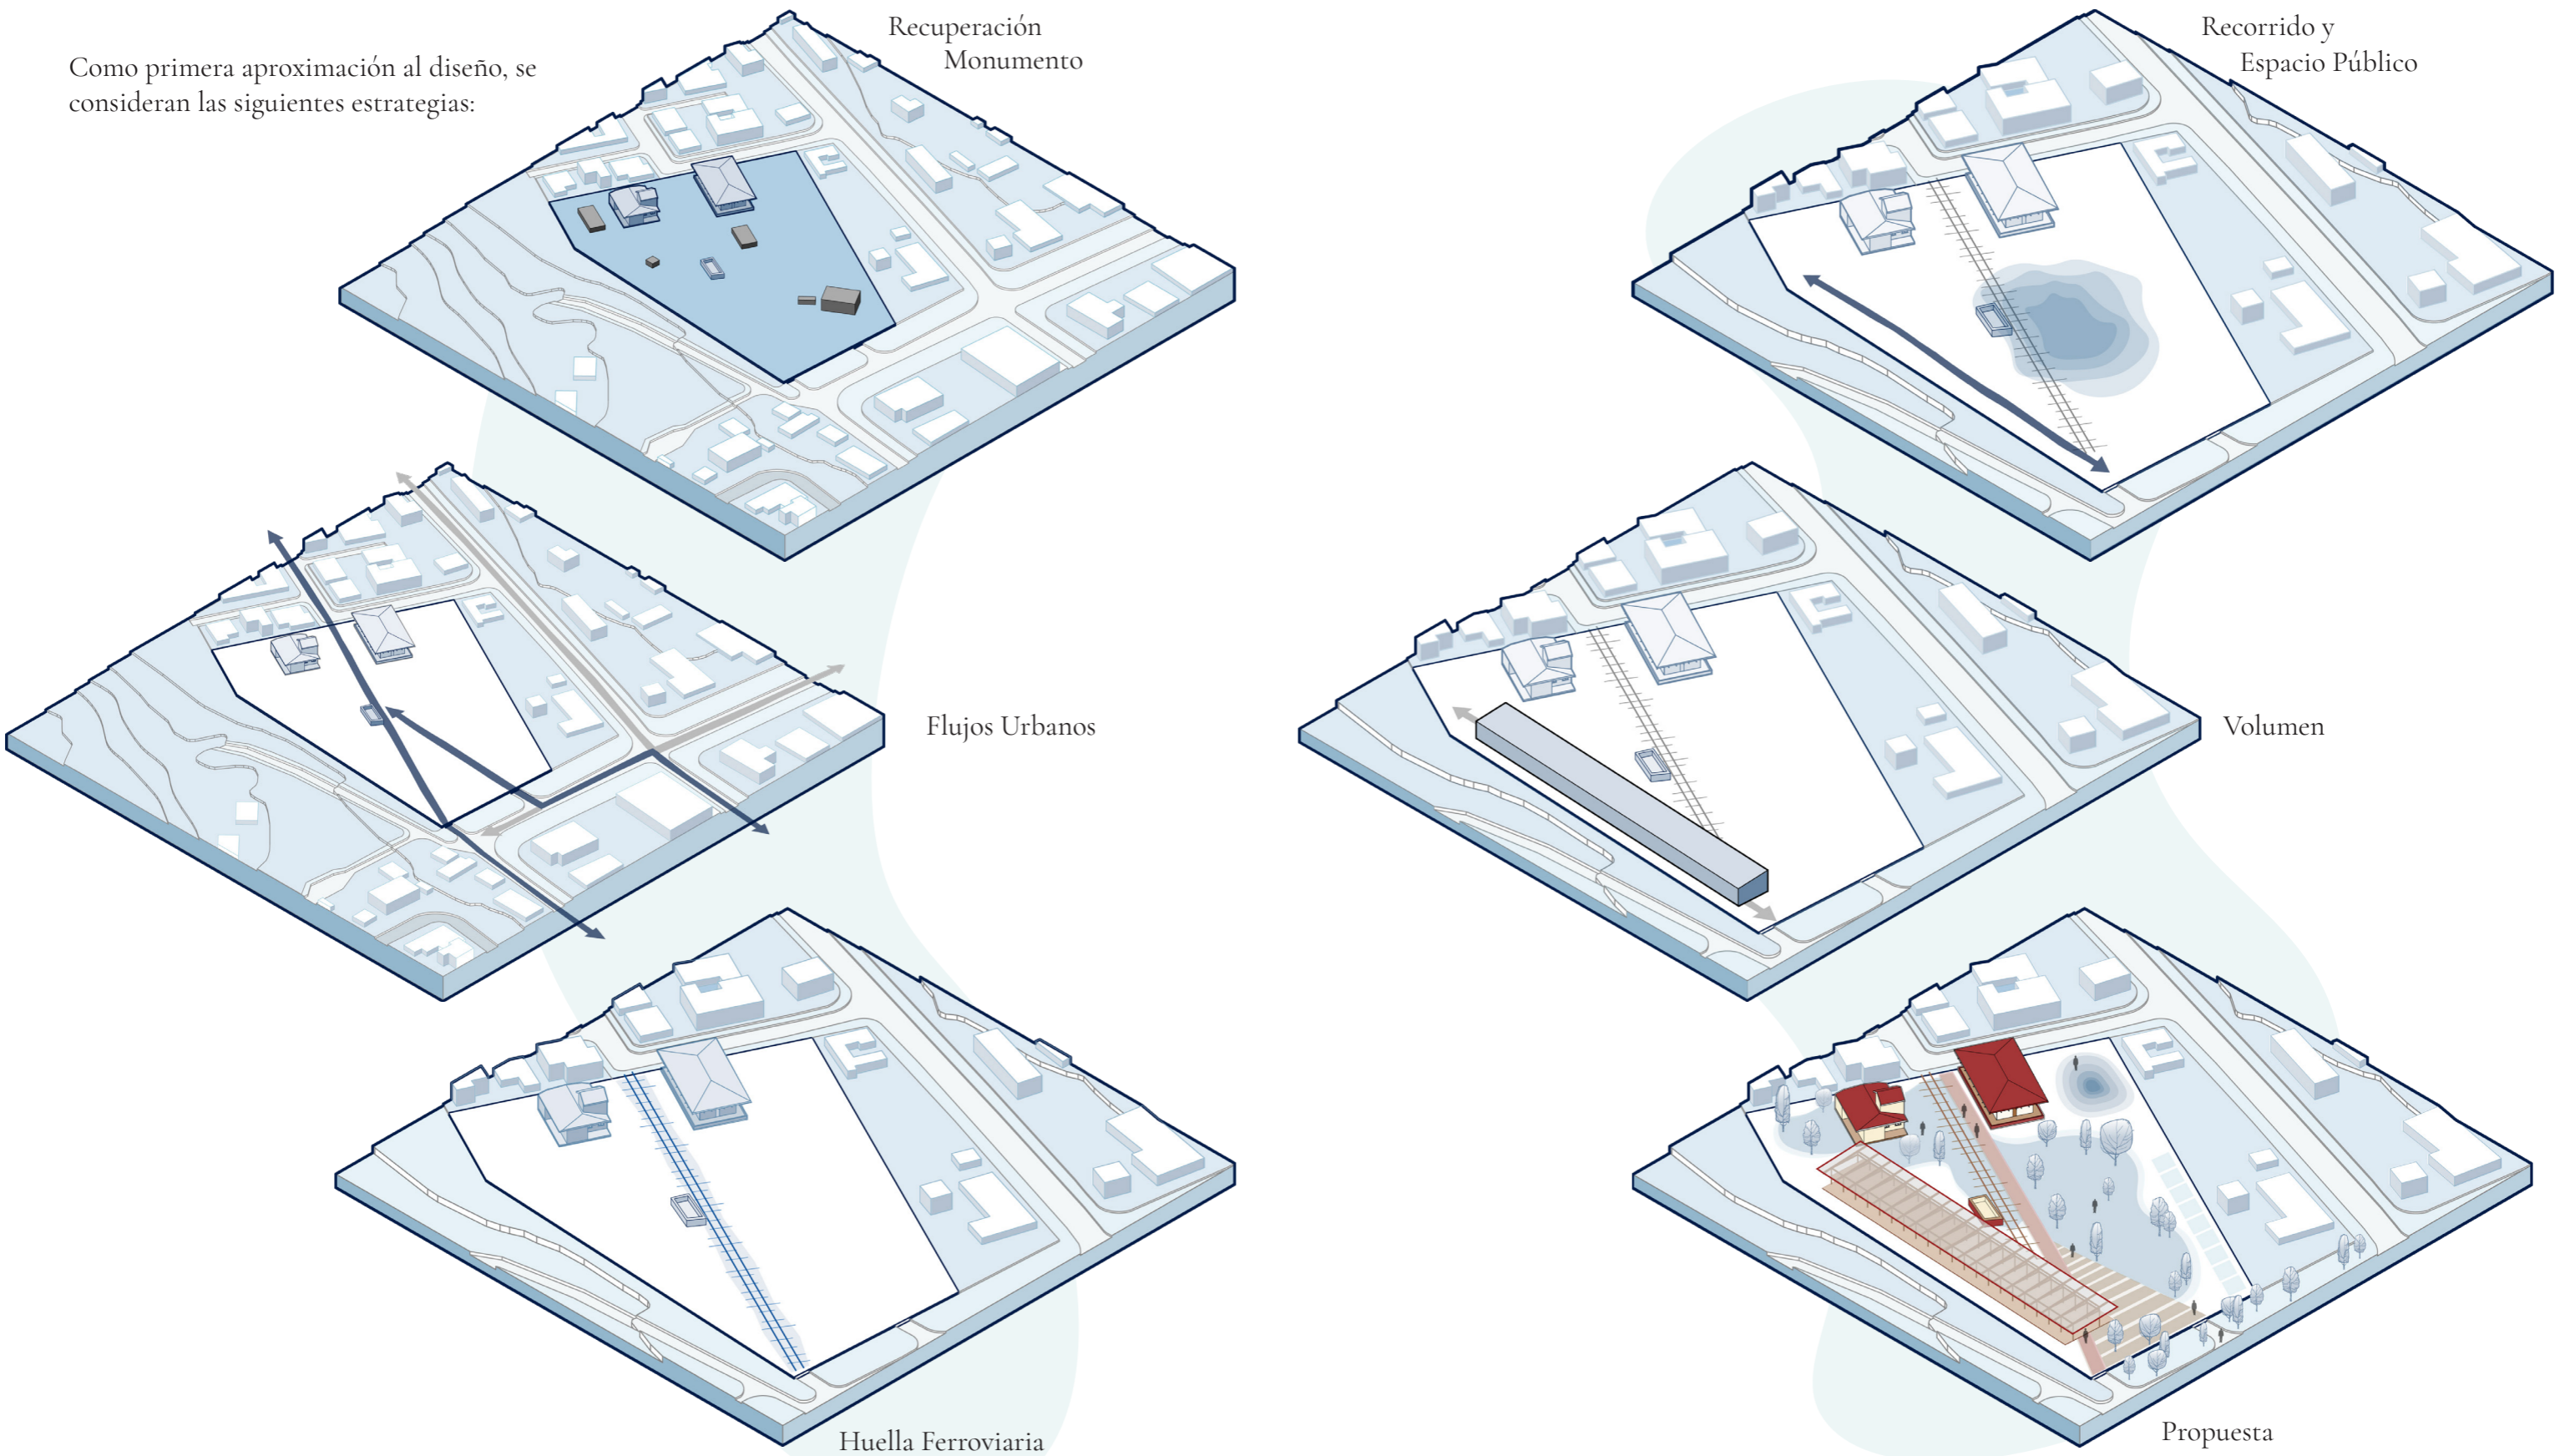 Como primera aproximación al diseño, se
consideran las siguientes estrategias:
Recuperación
Monumento
Flujos Urbanos
Huella Ferroviaria
Recorrido y
Espacio Público
Volumen
Propuesta